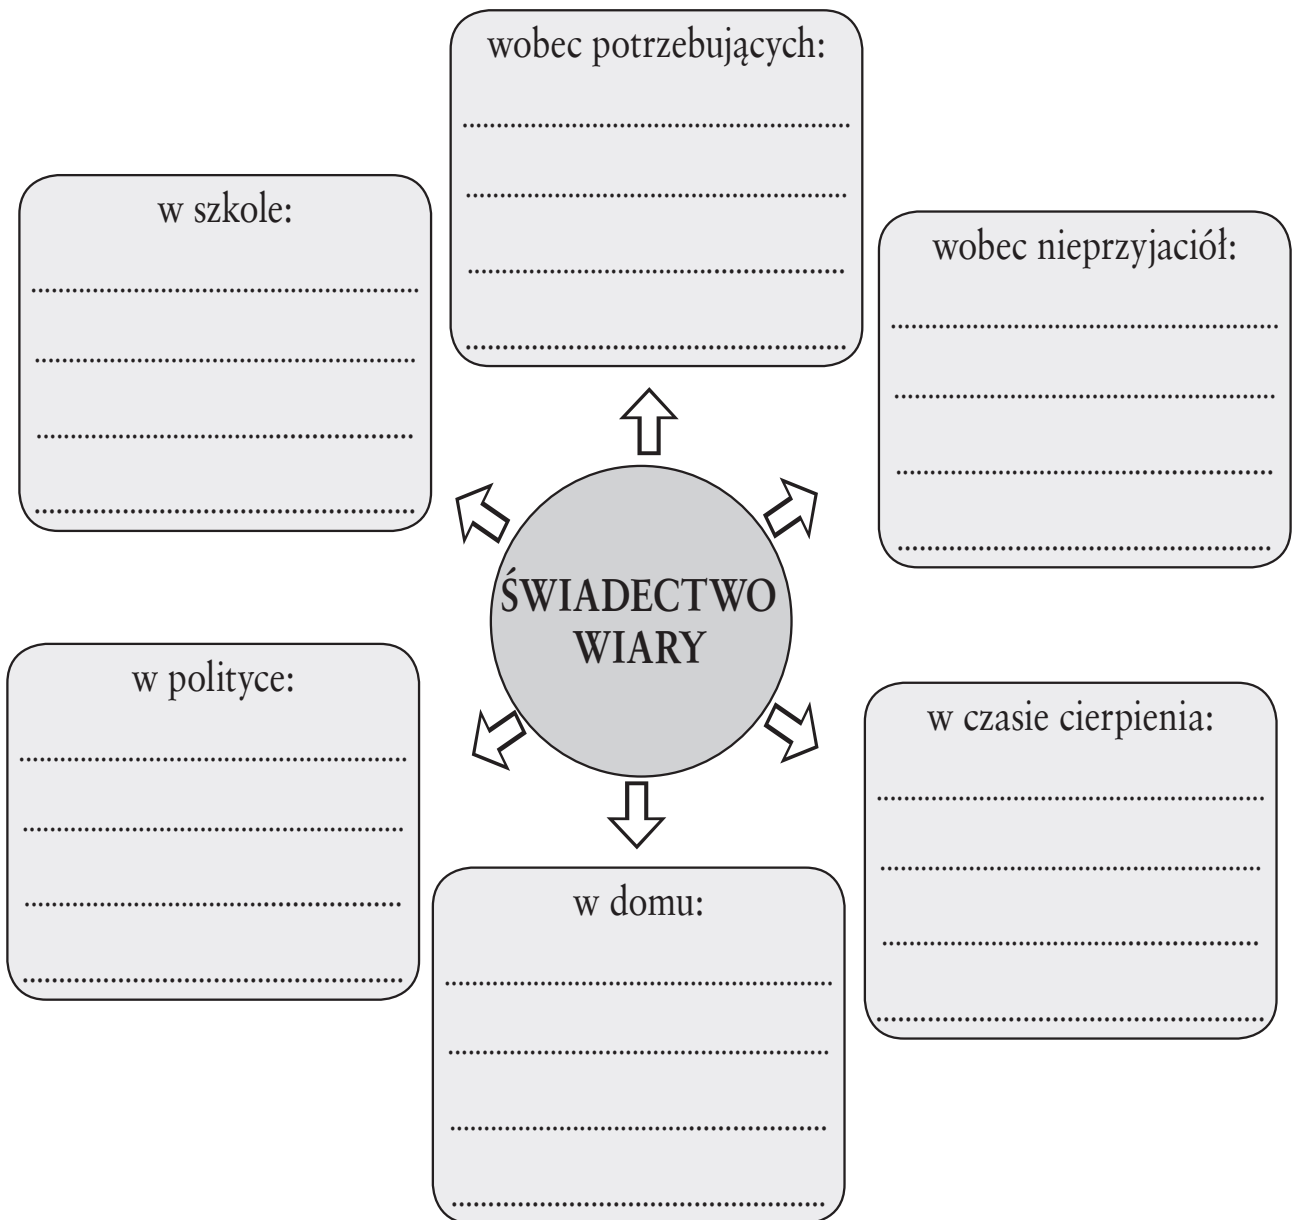 wobec potrzebujących:
w szkole:
wobec nieprzyjaciół:
ŚWIADECTWO
WIARY
w polityce:
w czasie cierpienia:
w domu: